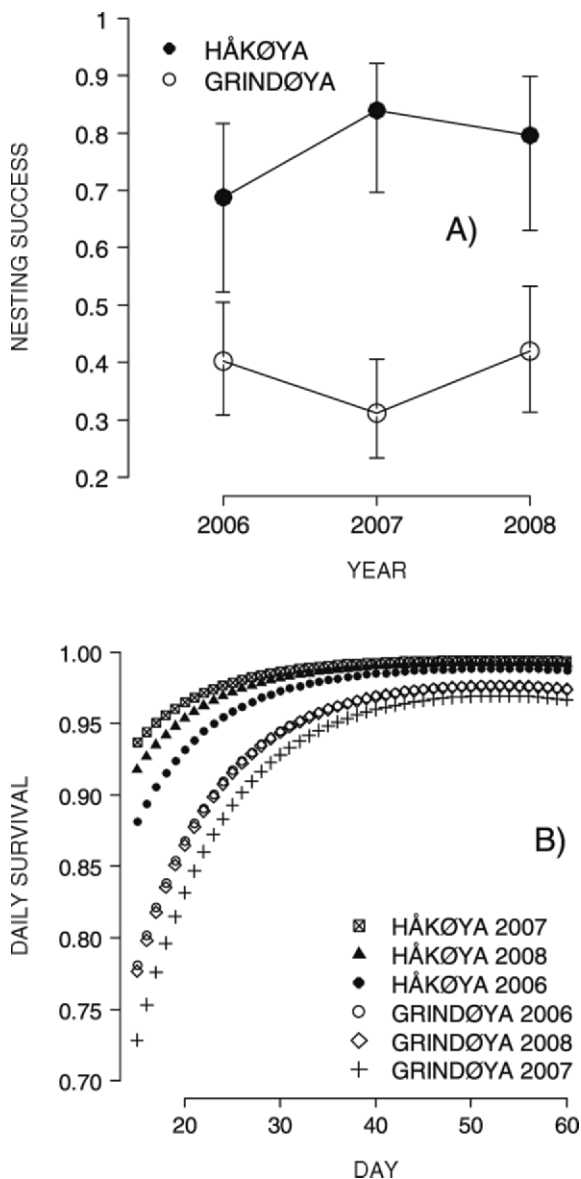 HÅKØYA
GRINDØYA
NESTING SUCCESS
1
0.9
0.8
0.7
0.6
0.5
0.4
0.3
0.2
A)
2006 2007 2008
YEAR
DAILY SURVIVAL
1.00
0.95
0.90
0.85
0.80
0.75
0.70
B)
HÅKØYA 2007
HÅKØYA 2008
HÅKØYA 2006
GRINDØYA 2006
GRINDØYA 2008
GRINDØYA 2007
20 30 40 50 60
DAY